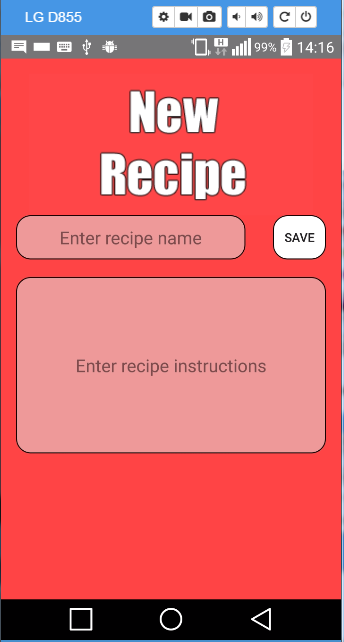 LG D855
H
99% 14:16
New
Recipe
Enter recipe name
SAVE
Enter recipe instructions